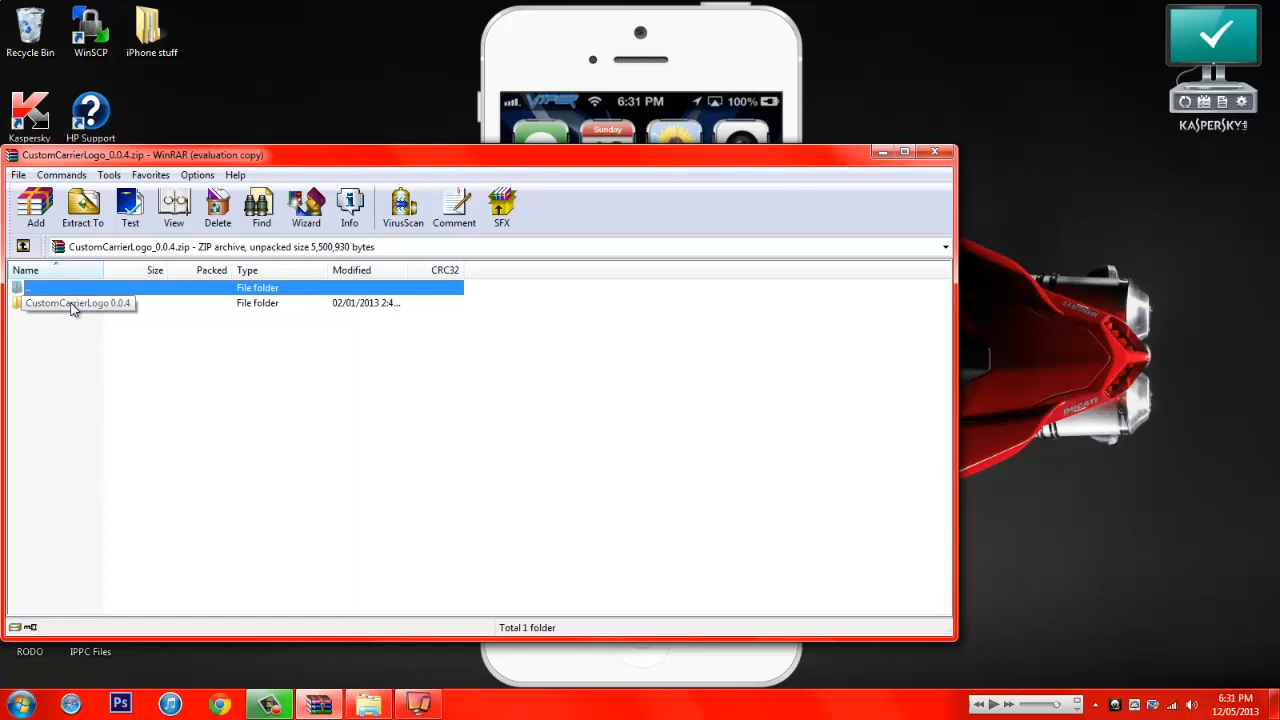 Recycle Bin
WinSCP
iPhone stuff
Kaspersky
HP Support
VIPER
6:31 PM
100%
Sunday
KASPERSKY
CustomCarrierLogo_0.0.4.zip - WinRAR (evaluation copy)
File Commands Tools Favorites Options Help
Add Extract To Test View Delete Find Wizard Info VirusScan Comment SFX
CustomCarrierLogo_0.0.4.zip - ZIP archive, unpacked size 5,500,930 bytes
Name Size Packed Type Modified CRC32
.. File folder
CustomCarrierLogo 0.0.4 File folder 02/01/2013 2:4...
DUCATI
DUCATI
Total 1 folder
RODO
IPPC Files
Ps
6:31 PM
12/05/2013